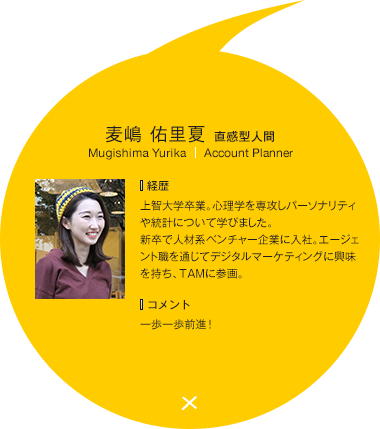 麦嶋 佑里夏 直感型人間
Mugishima Yurika | Account Planner
経歴
上智大学卒業。心理学を専攻しパーソナリティ
や統計について学びました。
新卒で人材系ベンチャー企業に入社。エージェ
ント職を通じてデジタルマーケティングに興味
を持ち、TAMに参画。
コメント
一歩一歩前進!